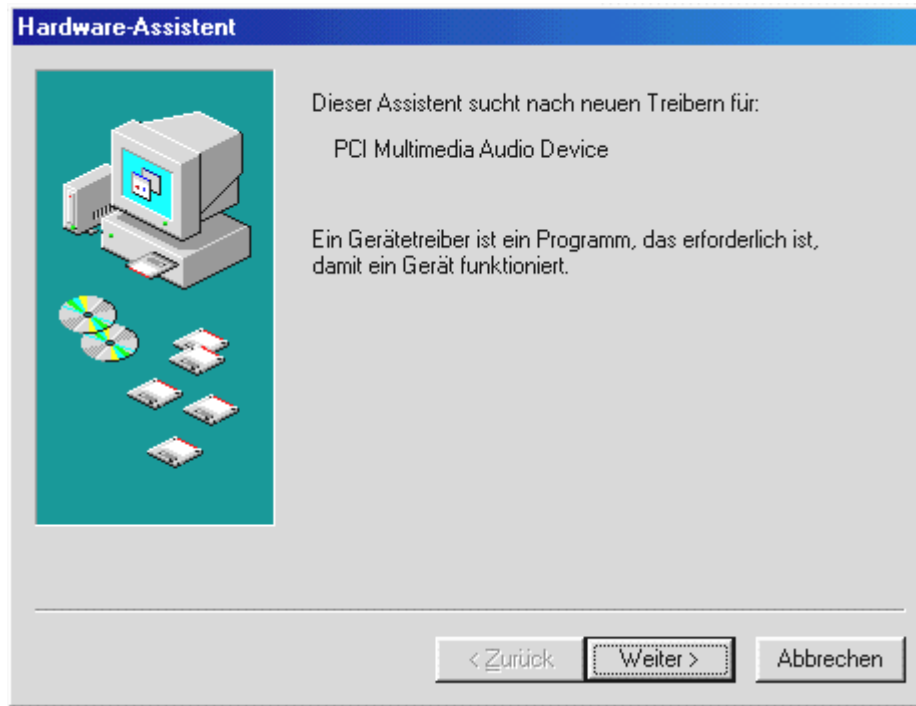 Hardware-Assistent
Dieser Assistent sucht nach neuen Treibern für:
PCI Multimedia Audio Device
Ein Gerätetreiber ist ein Programm, das erforderlich ist,
damit ein Gerät funktioniert.
< Zurück
Weiter >
Abbrechen